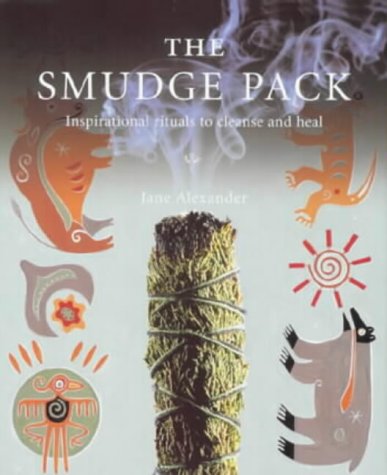 THE
SMUDGE PACK
Inspirational rituals to cleanse and heal
Jane Alexander